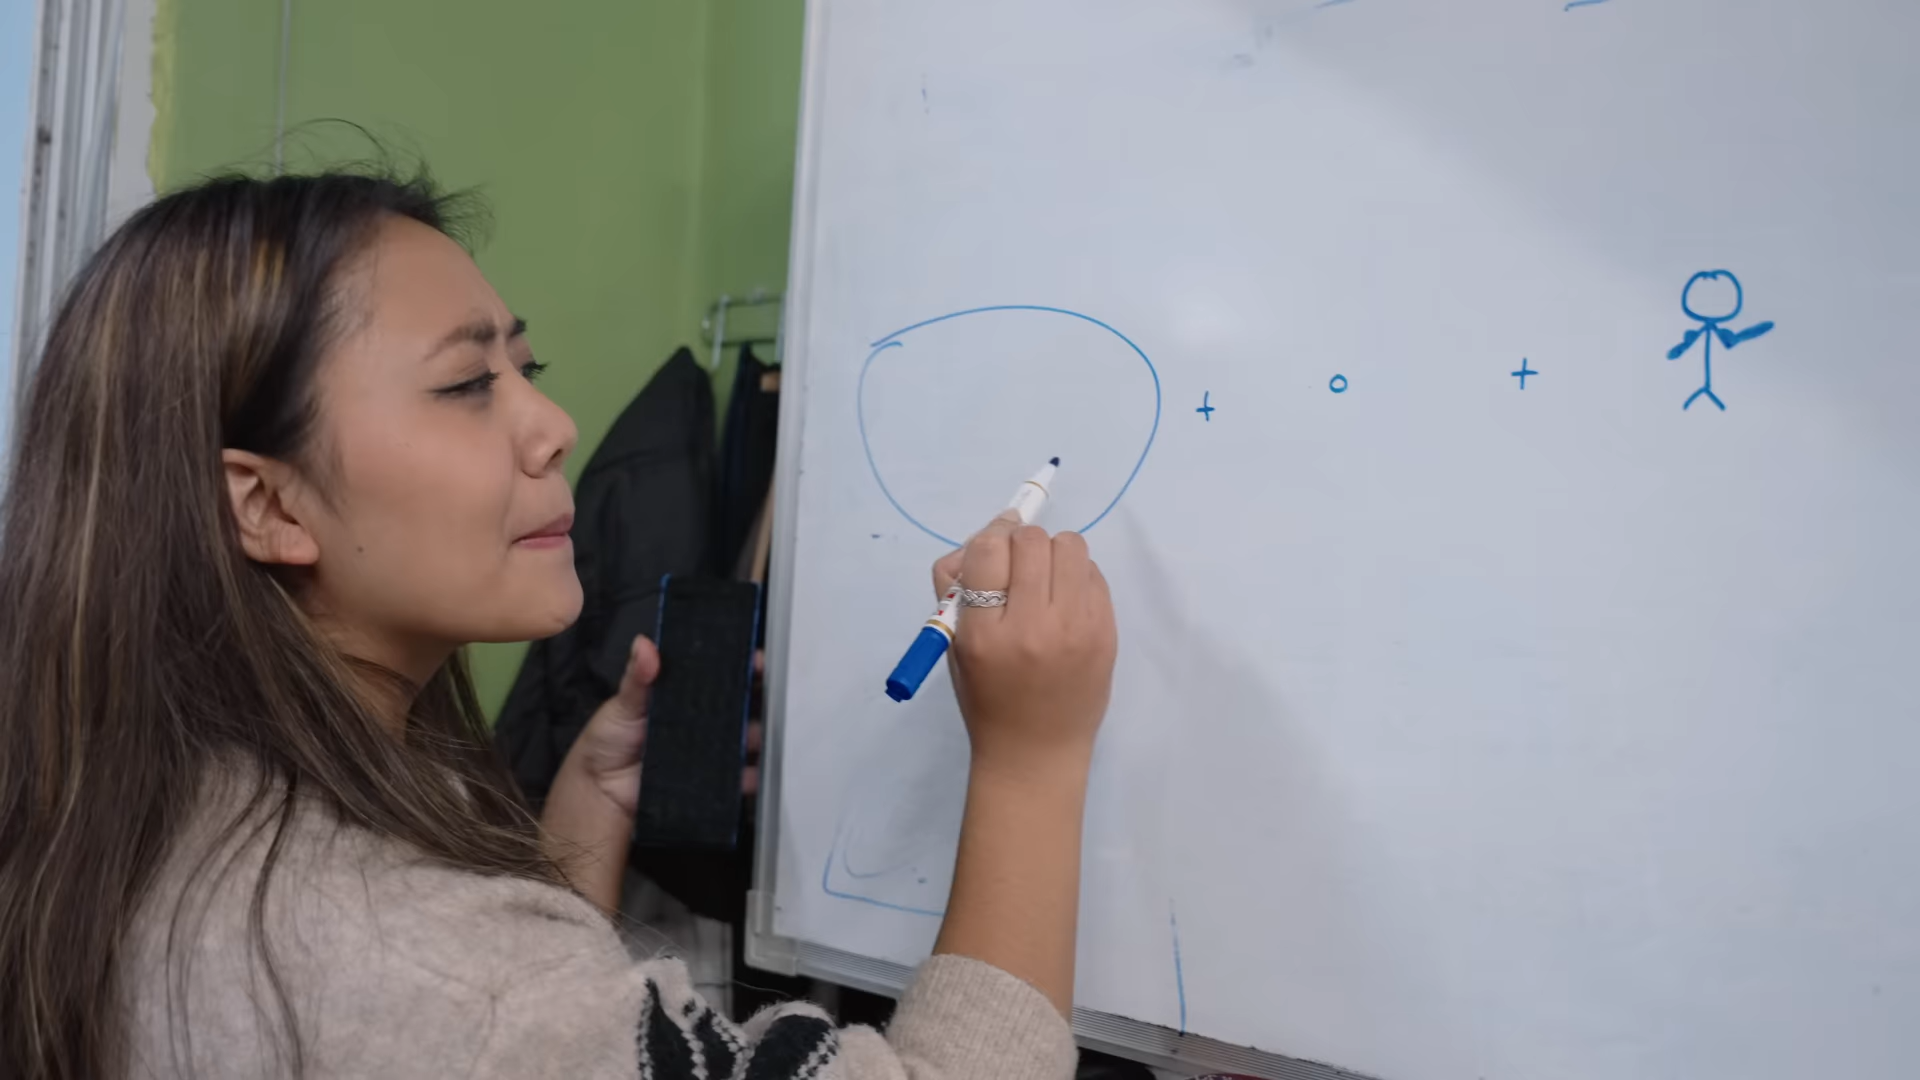 + o +